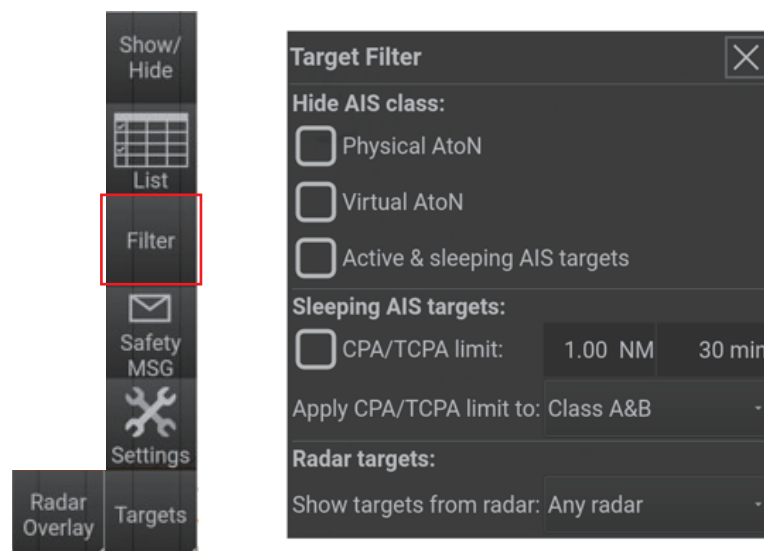 Show/
Hide
List
Filter
Safety
MSG
Settings
Radar
Overlay
Targets
Target Filter
Hide AIS class:
Physical AtoN
Virtual AtoN
Active & sleeping AIS targets
Sleeping AIS targets:
CPA/TCPA limit: 1.00 NM 30 min
Apply CPA/TCPA limit to: Class A&B
Radar targets:
Show targets from radar: Any radar